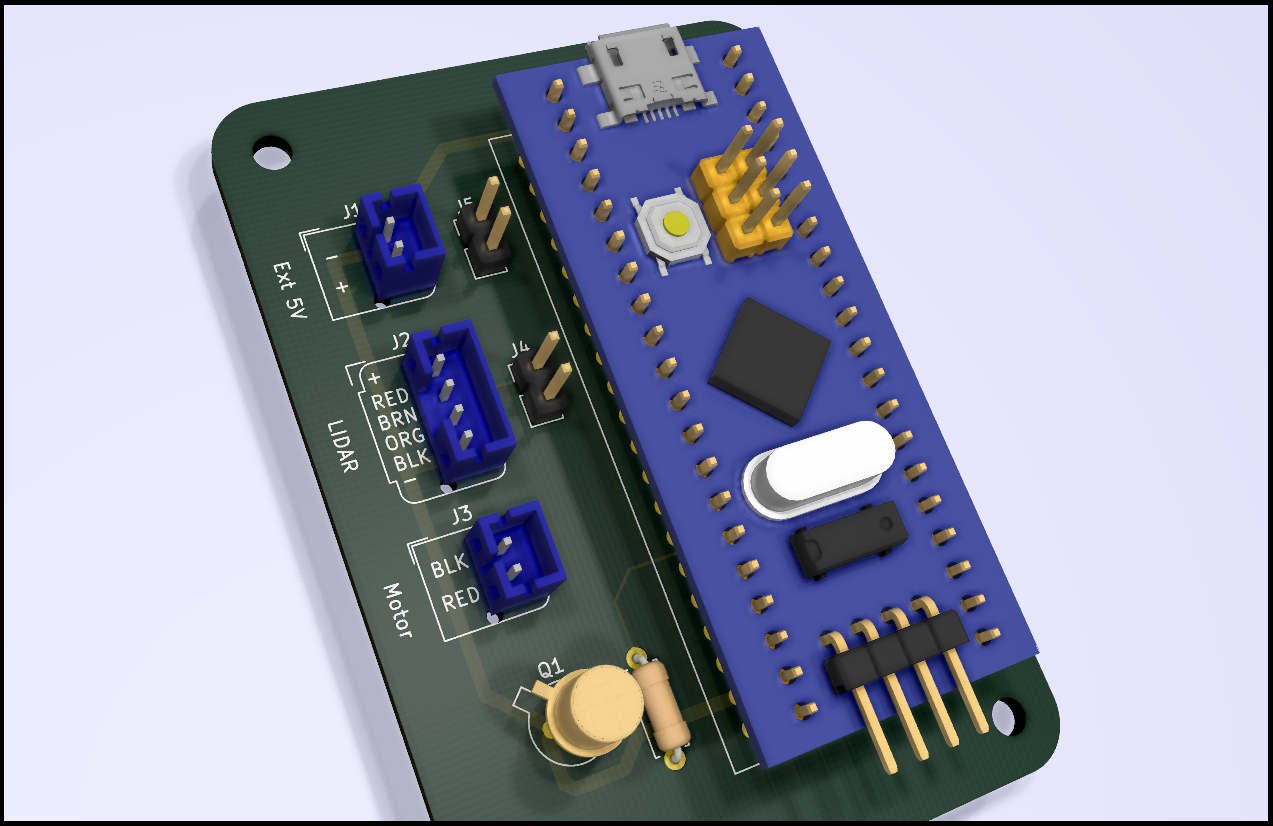 J1
J5
-
+
Ext 5V
J2
J4
+
RED
BRN
ORG
BLK
-
LIDAR
J3
BLK
RED
Motor
Q1